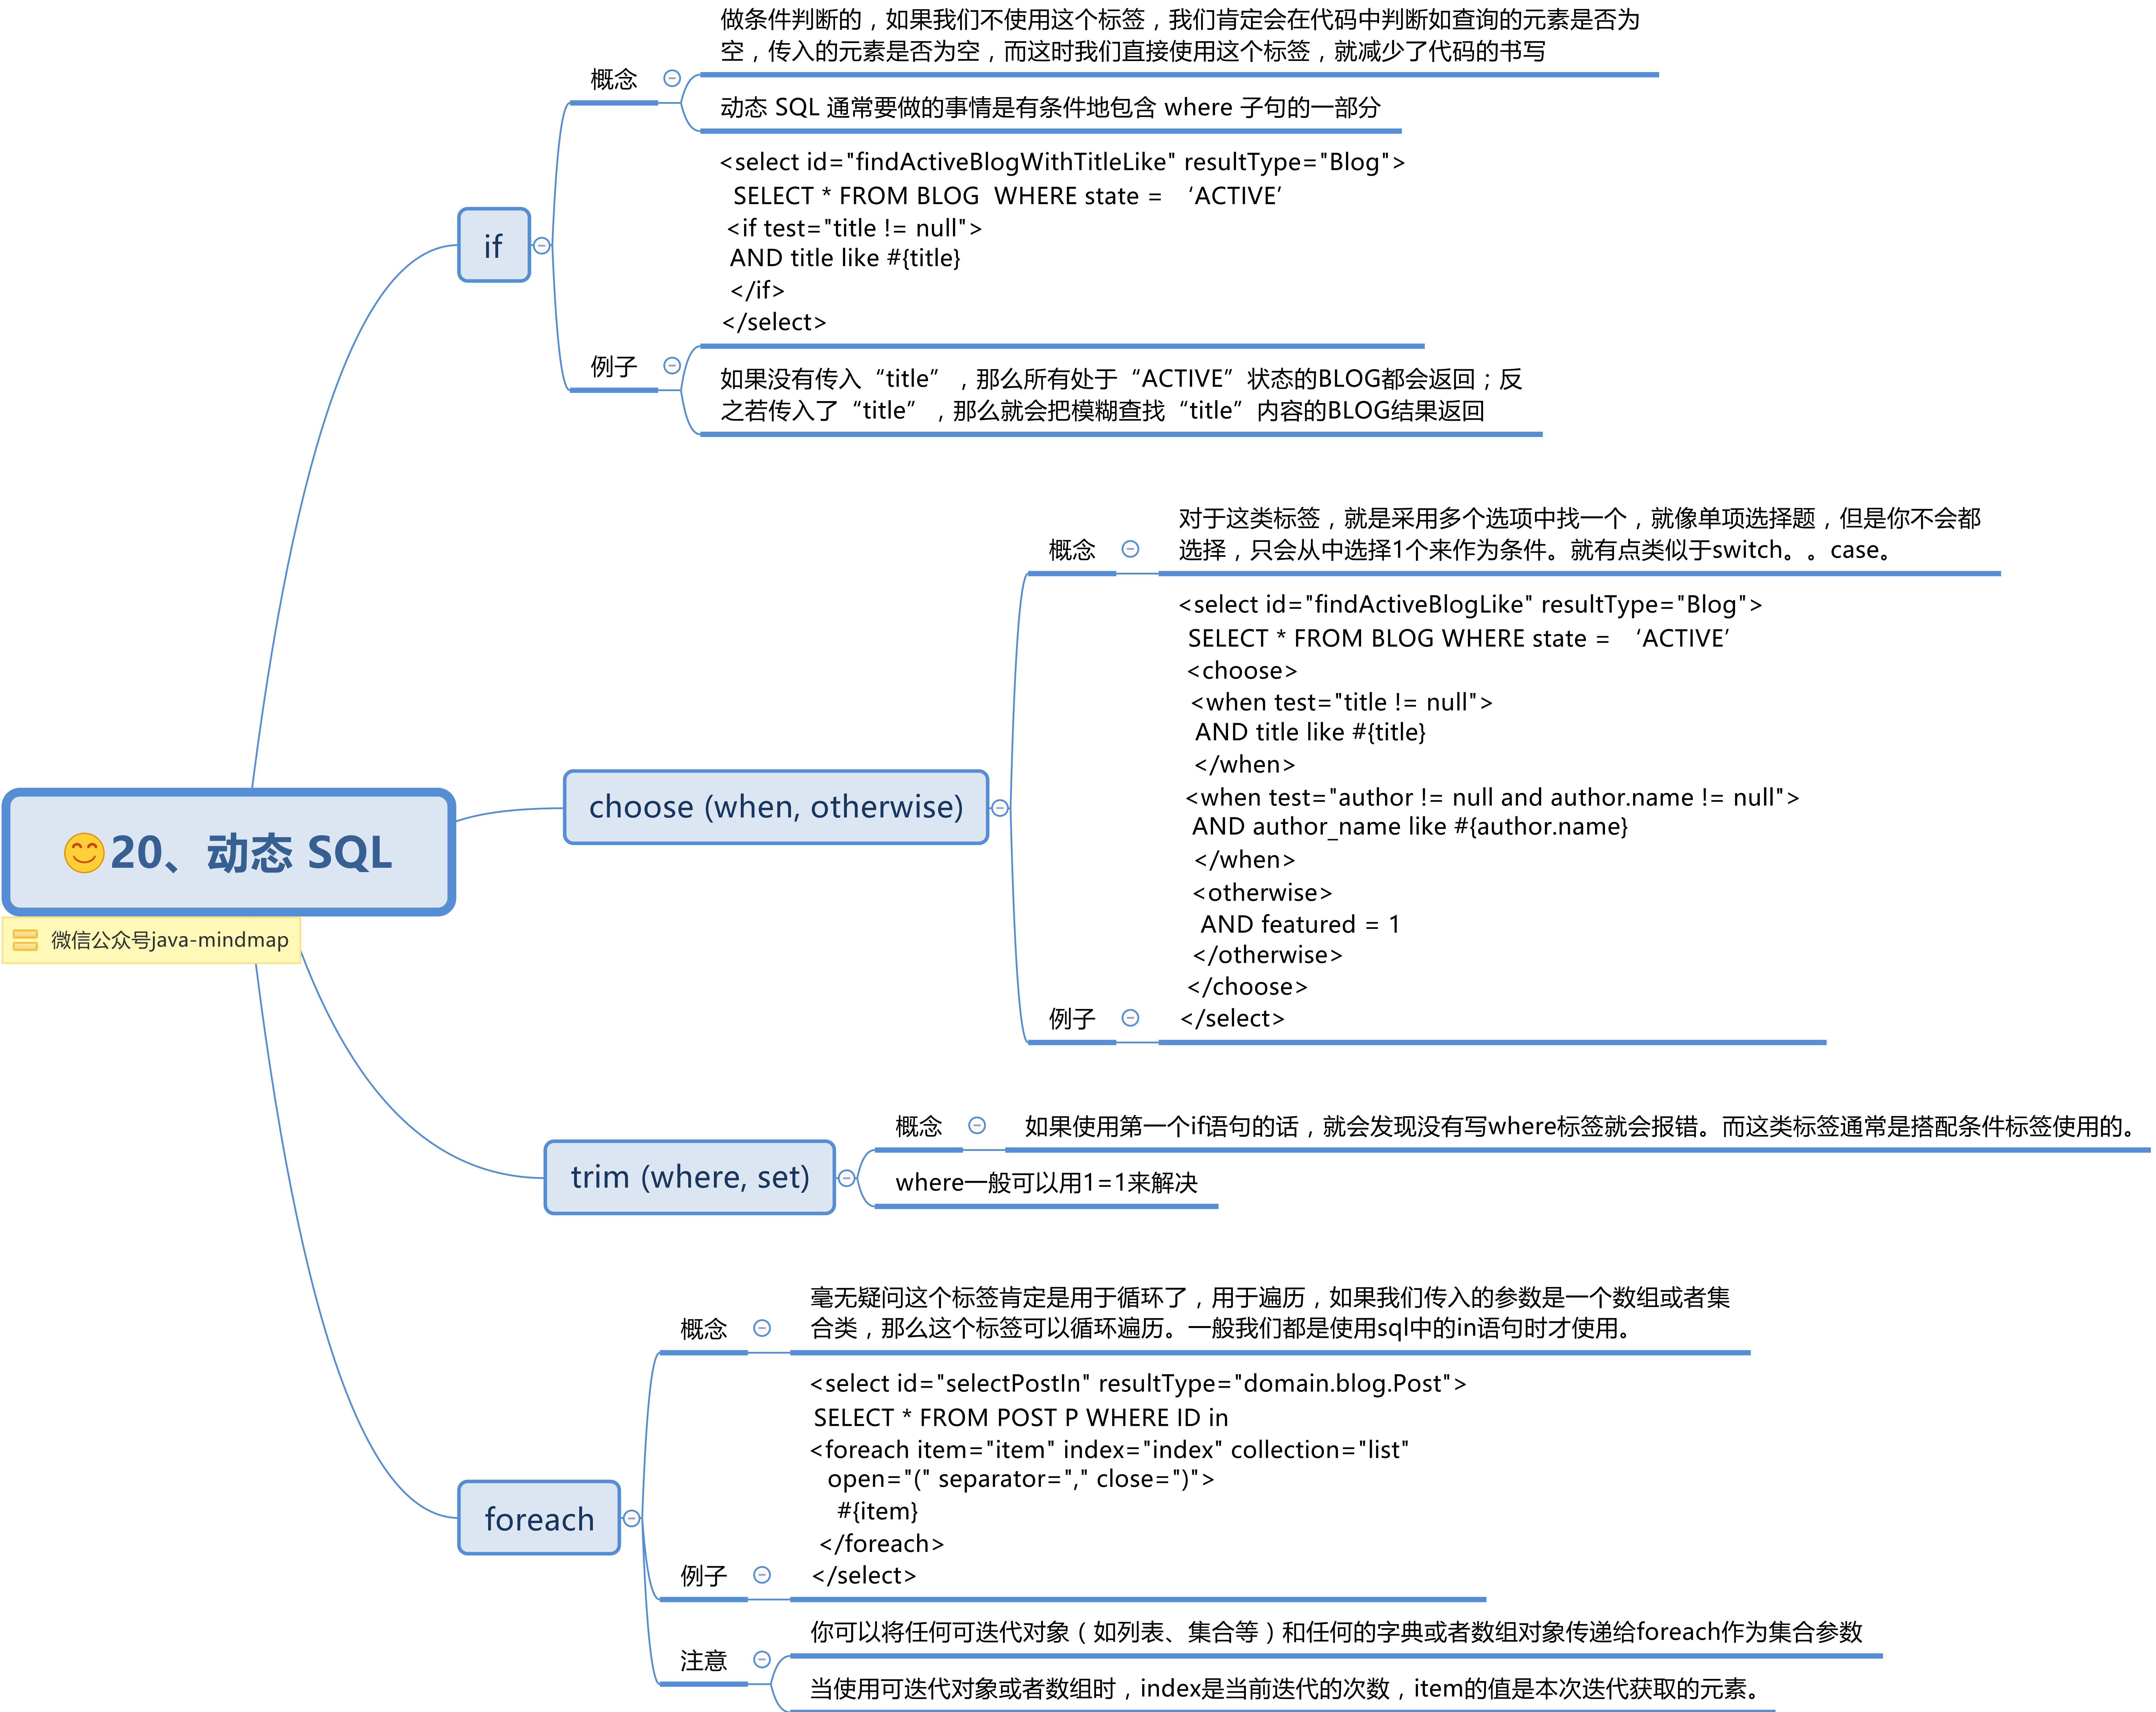 😊20、动态 SQL
微信公众号java-mindmap
if
概念
做条件判断的，如果我们不使用这个标签，我们肯定会在代码中判断如查询的元素是否为
空，传入的元素是否为空，而这时我们直接使用这个标签，就减少了代码的书写
动态 SQL 通常要做的事情是有条件地包含 where 子句的一部分
例子
<select id="findActiveBlogWithTitleLike" resultType="Blog">
SELECT * FROM BLOG  WHERE state = ‘ACTIVE’
<if test="title != null">
AND title like #{title}
</if>
</select>
如果没有传入“title”，那么所有处于“ACTIVE”状态的BLOG都会返回；反
之若传入了“title”，那么就会把模糊查找“title”内容的BLOG结果返回
choose (when, otherwise)
概念
对于这类标签，就是采用多个选项中找一个，就像单项选择题，但是你不会都
选择，只会从中选择1个来作为条件。就有点类似于switch。。case。
例子
<select id="findActiveBlogLike" resultType="Blog">
SELECT * FROM BLOG WHERE state = ‘ACTIVE’
<choose>
<when test="title != null">
AND title like #{title}
</when>
<when test="author != null and author.name != null">
AND author_name like #{author.name}
</when>
<otherwise>
AND featured = 1
</otherwise>
</choose>
</select>
trim (where, set)
概念
如果使用第一个if语句的话，就会发现没有写where标签就会报错。而这类标签通常是搭配条件标签使用的。
where一般可以用1=1来解决
foreach
概念
毫无疑问这个标签肯定是用于循环了，用于遍历，如果我们传入的参数是一个数组或者集
合类，那么这个标签可以循环遍历。一般我们都是使用sql中的in语句时才使用。
例子
<select id="selectPostIn" resultType="domain.blog.Post">
SELECT * FROM POST P WHERE ID in
<foreach item="item" index="index" collection="list"
open="(" separator="," close=")">
#{item}
</foreach>
</select>
注意
你可以将任何可迭代对象（如列表、集合等）和任何的字典或者数组对象传递给foreach作为集合参数
当使用可迭代对象或者数组时，index是当前迭代的次数，item的值是本次迭代获取的元素。